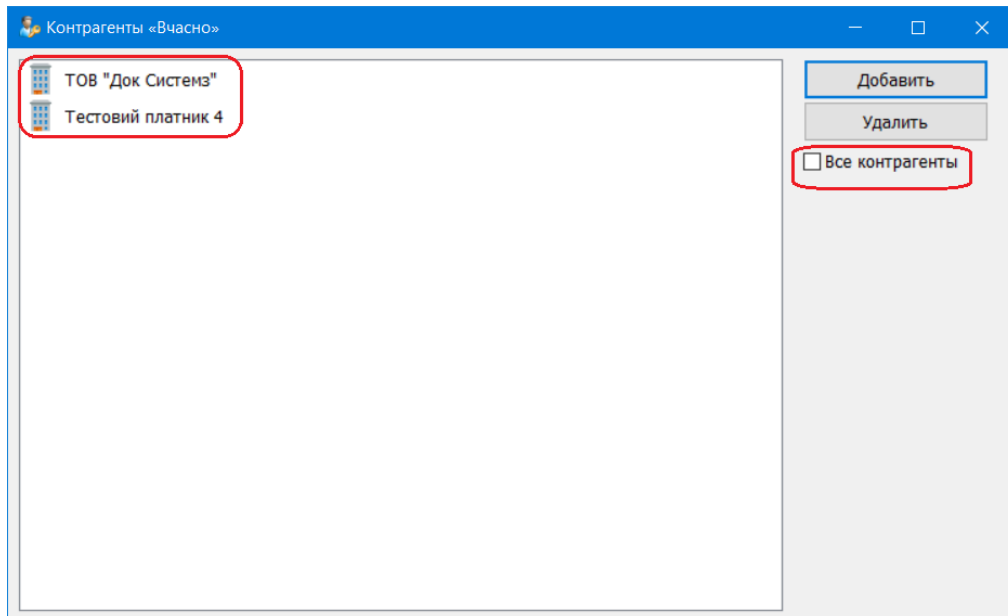 Контрагенты «Вчасно»
ТОВ "Док Системз"
Тестовий платник 4
Добавить
Удалить
Все контрагенты